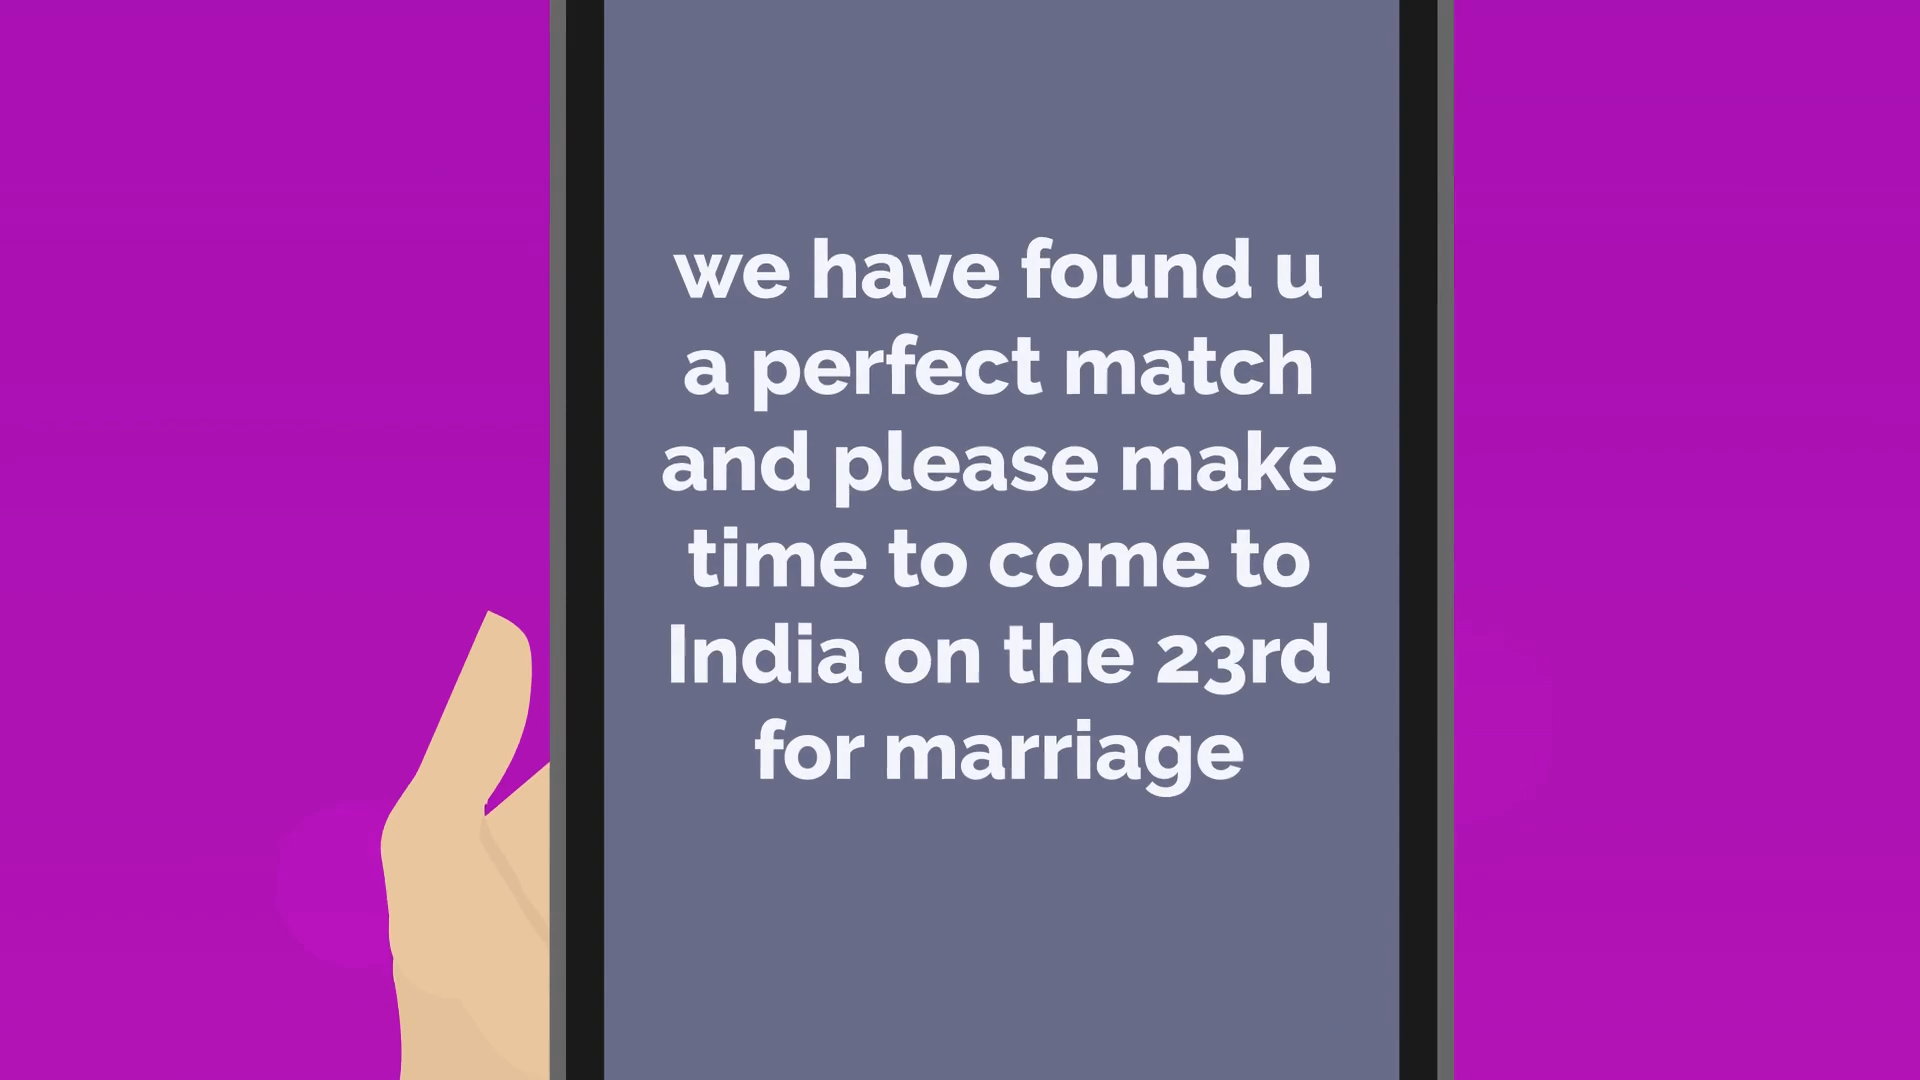 we have found u
a perfect match
and please make
time to come to
India on the 23rd
for marriage